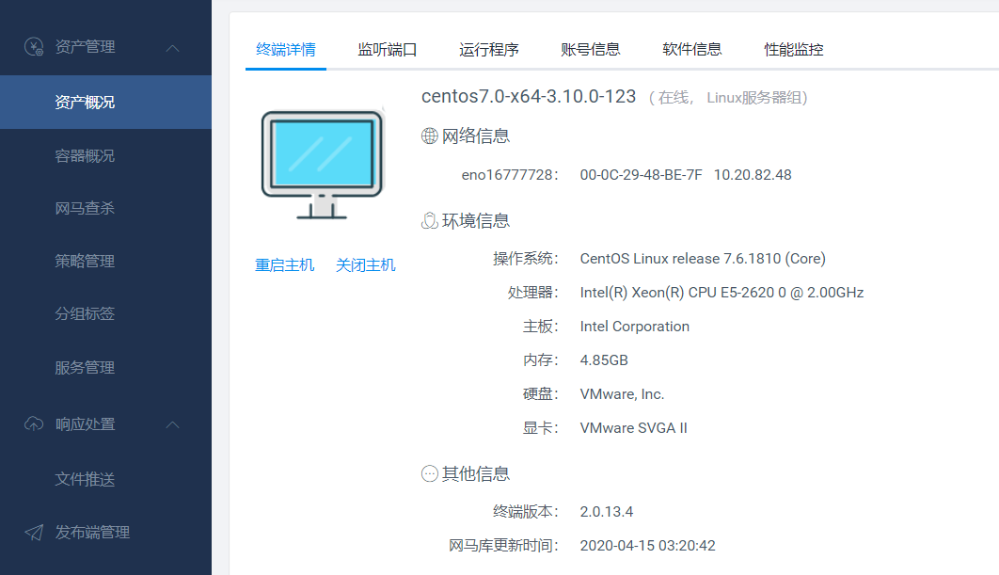 资产管理
资产概况
容器概况
网马查杀
策略管理
分组标签
服务管理
响应处置
文件推送
发布端管理
终端详情 监听端口 运行程序 账号信息 软件信息 性能监控
centos7.0-x64-3.10.0-123 ( 在线， Linux服务器组)
重启主机 关闭主机
网络信息
eno16777728： 00-0C-29-48-BE-7F 10.20.82.48
环境信息
操作系统： CentOS Linux release 7.6.1810 (Core)
处理器： Intel(R) Xeon(R) CPU E5-2620 0 @ 2.00GHz
主板： Intel Corporation
内存： 4.85GB
硬盘： VMware, Inc.
显卡： VMware SVGA II
其他信息
终端版本： 2.0.13.4
网马库更新时间： 2020-04-15 03:20:42